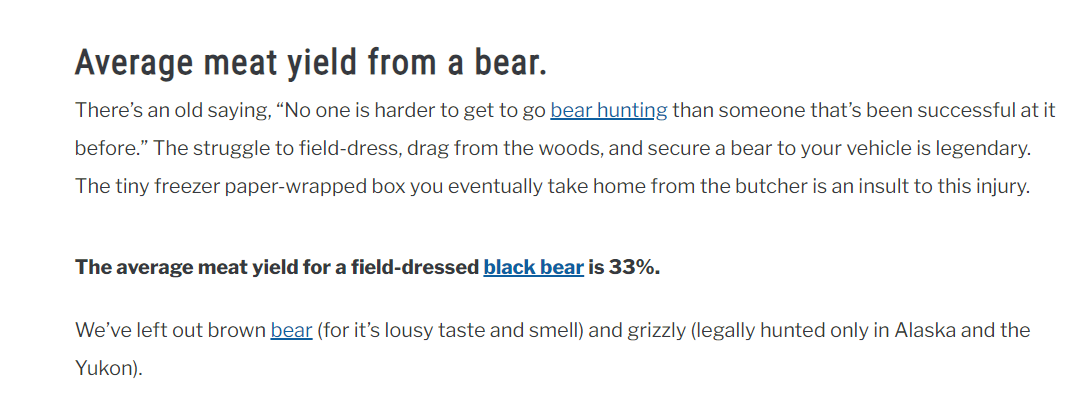 Average meat yield from a bear.
There’s an old saying, “No one is harder to get to go bear hunting than someone that’s been successful at it
before.” The struggle to field-dress, drag from the woods, and secure a bear to your vehicle is legendary.
The tiny freezer paper-wrapped box you eventually take home from the butcher is an insult to this injury.
The average meat yield for a field-dressed black bear is 33%.
We’ve left out brown bear (for it’s lousy taste and smell) and grizzly (legally hunted only in Alaska and the
Yukon).